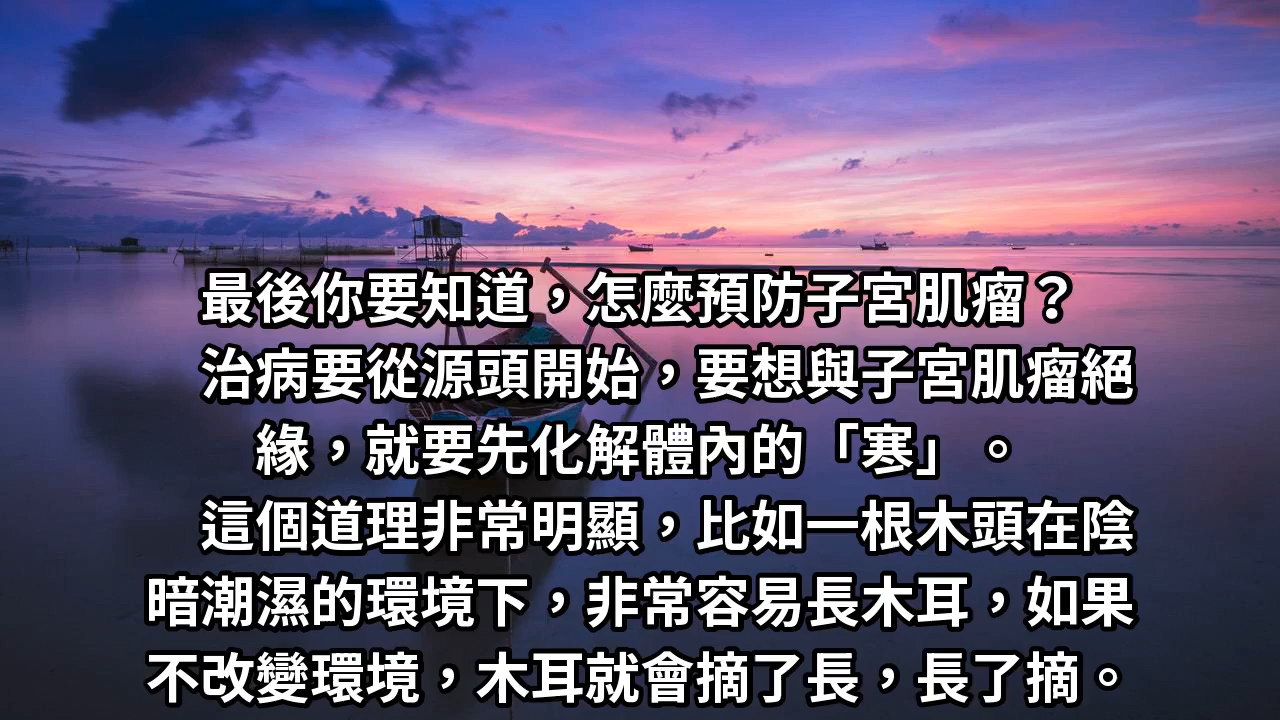 最後你要知道，怎麼預防子宮肌瘤？
治病要從源頭開始，要想與子宮肌瘤絕
緣，就要先化解體內的「寒」。
這個道理非常明顯，比如一根木頭在陰
暗潮濕的環境下，非常容易長木耳，如果
不改變環境，木耳就會摘了長，長了摘。